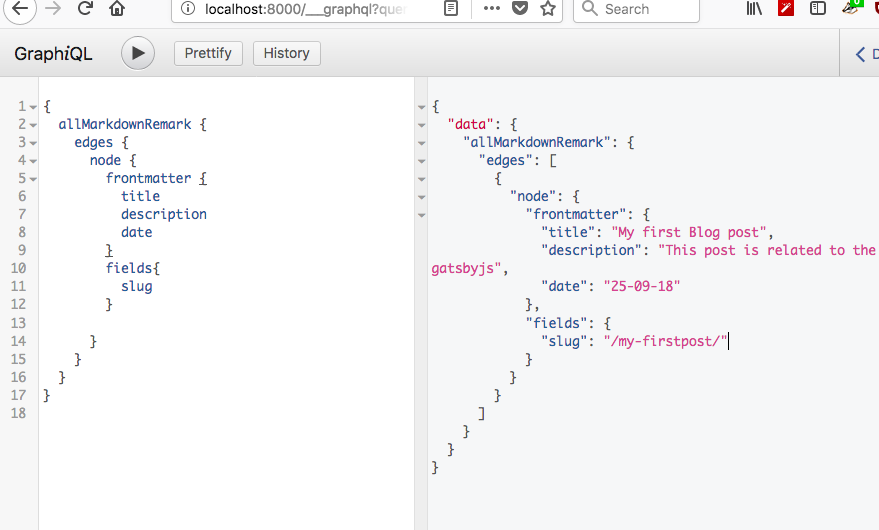 localhost:8000/___graphql?que
Search
GraphiQL
Prettify
History
D
1 {
2 allMarkdownRemark {
3 edges {
4 node {
5 frontmatter {
6 title
7 description
8 date
9 }
10 fields{
11 slug
12 }
13
14 }
15 }
16 }
17 }
18
{
"data": {
"allMarkdownRemark": {
"edges": [
{
"node": {
"frontmatter": {
"title": "My first Blog post",
"description": "This post is related to the
gatsbyjs",
"date": "25-09-18"
},
"fields": {
"slug": "/my-firstpost/"
}
}
}
]
}
}
}